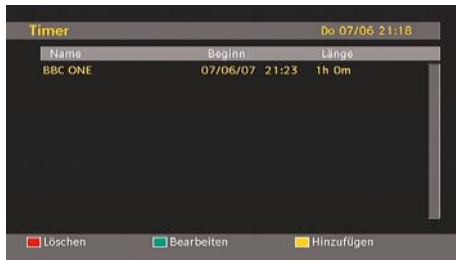 Timer Do 07/06 21:18
Name Beginn Länge
BBC ONE 07/06/07 21:23 1h 0m
Löschen Bearbeiten Hinzufügen